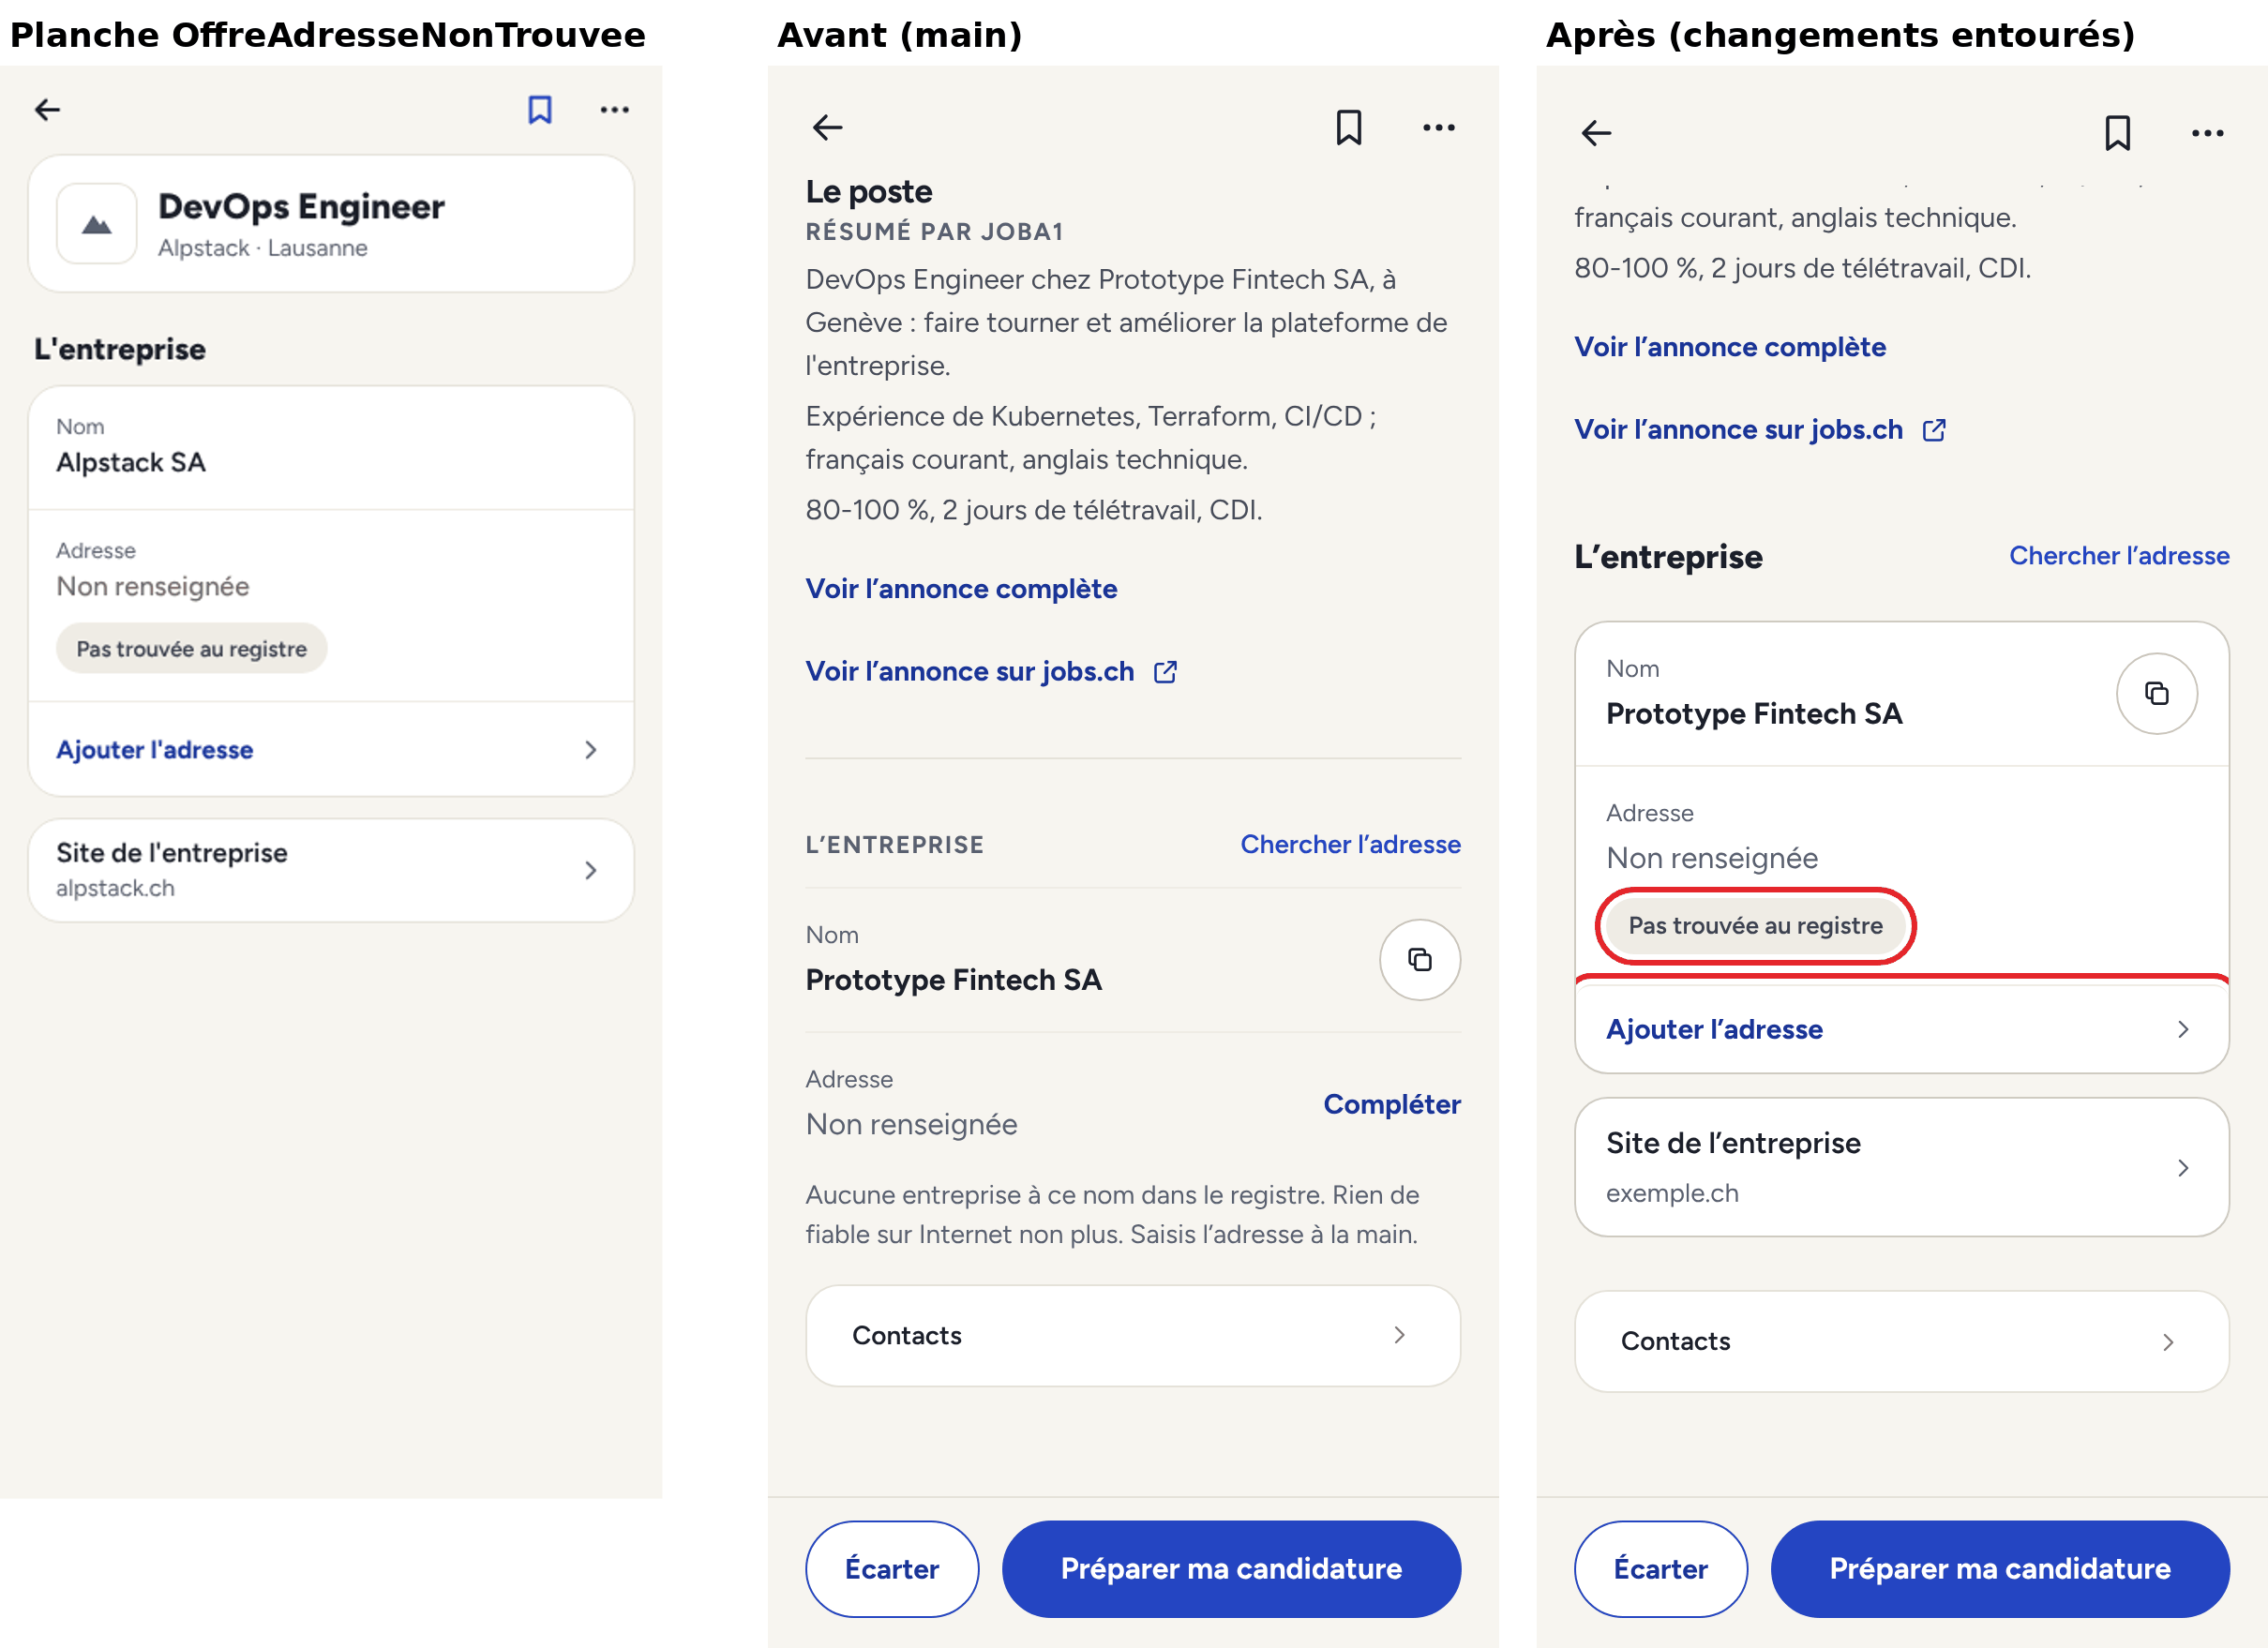 Planche OffreAdresseNonTrouvee
DevOps Engineer
Alpstack · Lausanne
L'entreprise
Nom
Alpstack SA
Adresse
Non renseignée
Pas trouvée au registre
Ajouter l'adresse
Site de l'entreprise
alpstack.ch
Avant (main)
Le poste
RÉSUMÉ PAR JOBA1
DevOps Engineer chez Prototype Fintech SA, à
Genève : faire tourner et améliorer la plateforme de
l'entreprise.
Expérience de Kubernetes, Terraform, CI/CD ;
français courant, anglais technique.
80-100 %, 2 jours de télétravail, CDI.
Voir l’annonce complète
Voir l’annonce sur jobs.ch
L’ENTREPRISE
Chercher l’adresse
Nom
Prototype Fintech SA
Adresse
Non renseignée
Compléter
Aucune entreprise à ce nom dans le registre. Rien de
fiable sur Internet non plus. Saisis l’adresse à la main.
Contacts
Écarter
Préparer ma candidature
Après (changements entourés)
français courant, anglais technique.
80-100 %, 2 jours de télétravail, CDI.
Voir l’annonce complète
Voir l’annonce sur jobs.ch
L’entreprise
Chercher l’adresse
Nom
Prototype Fintech SA
Adresse
Non renseignée
Pas trouvée au registre
Ajouter l’adresse
Site de l’entreprise
exemple.ch
Contacts
Écarter
Préparer ma candidature